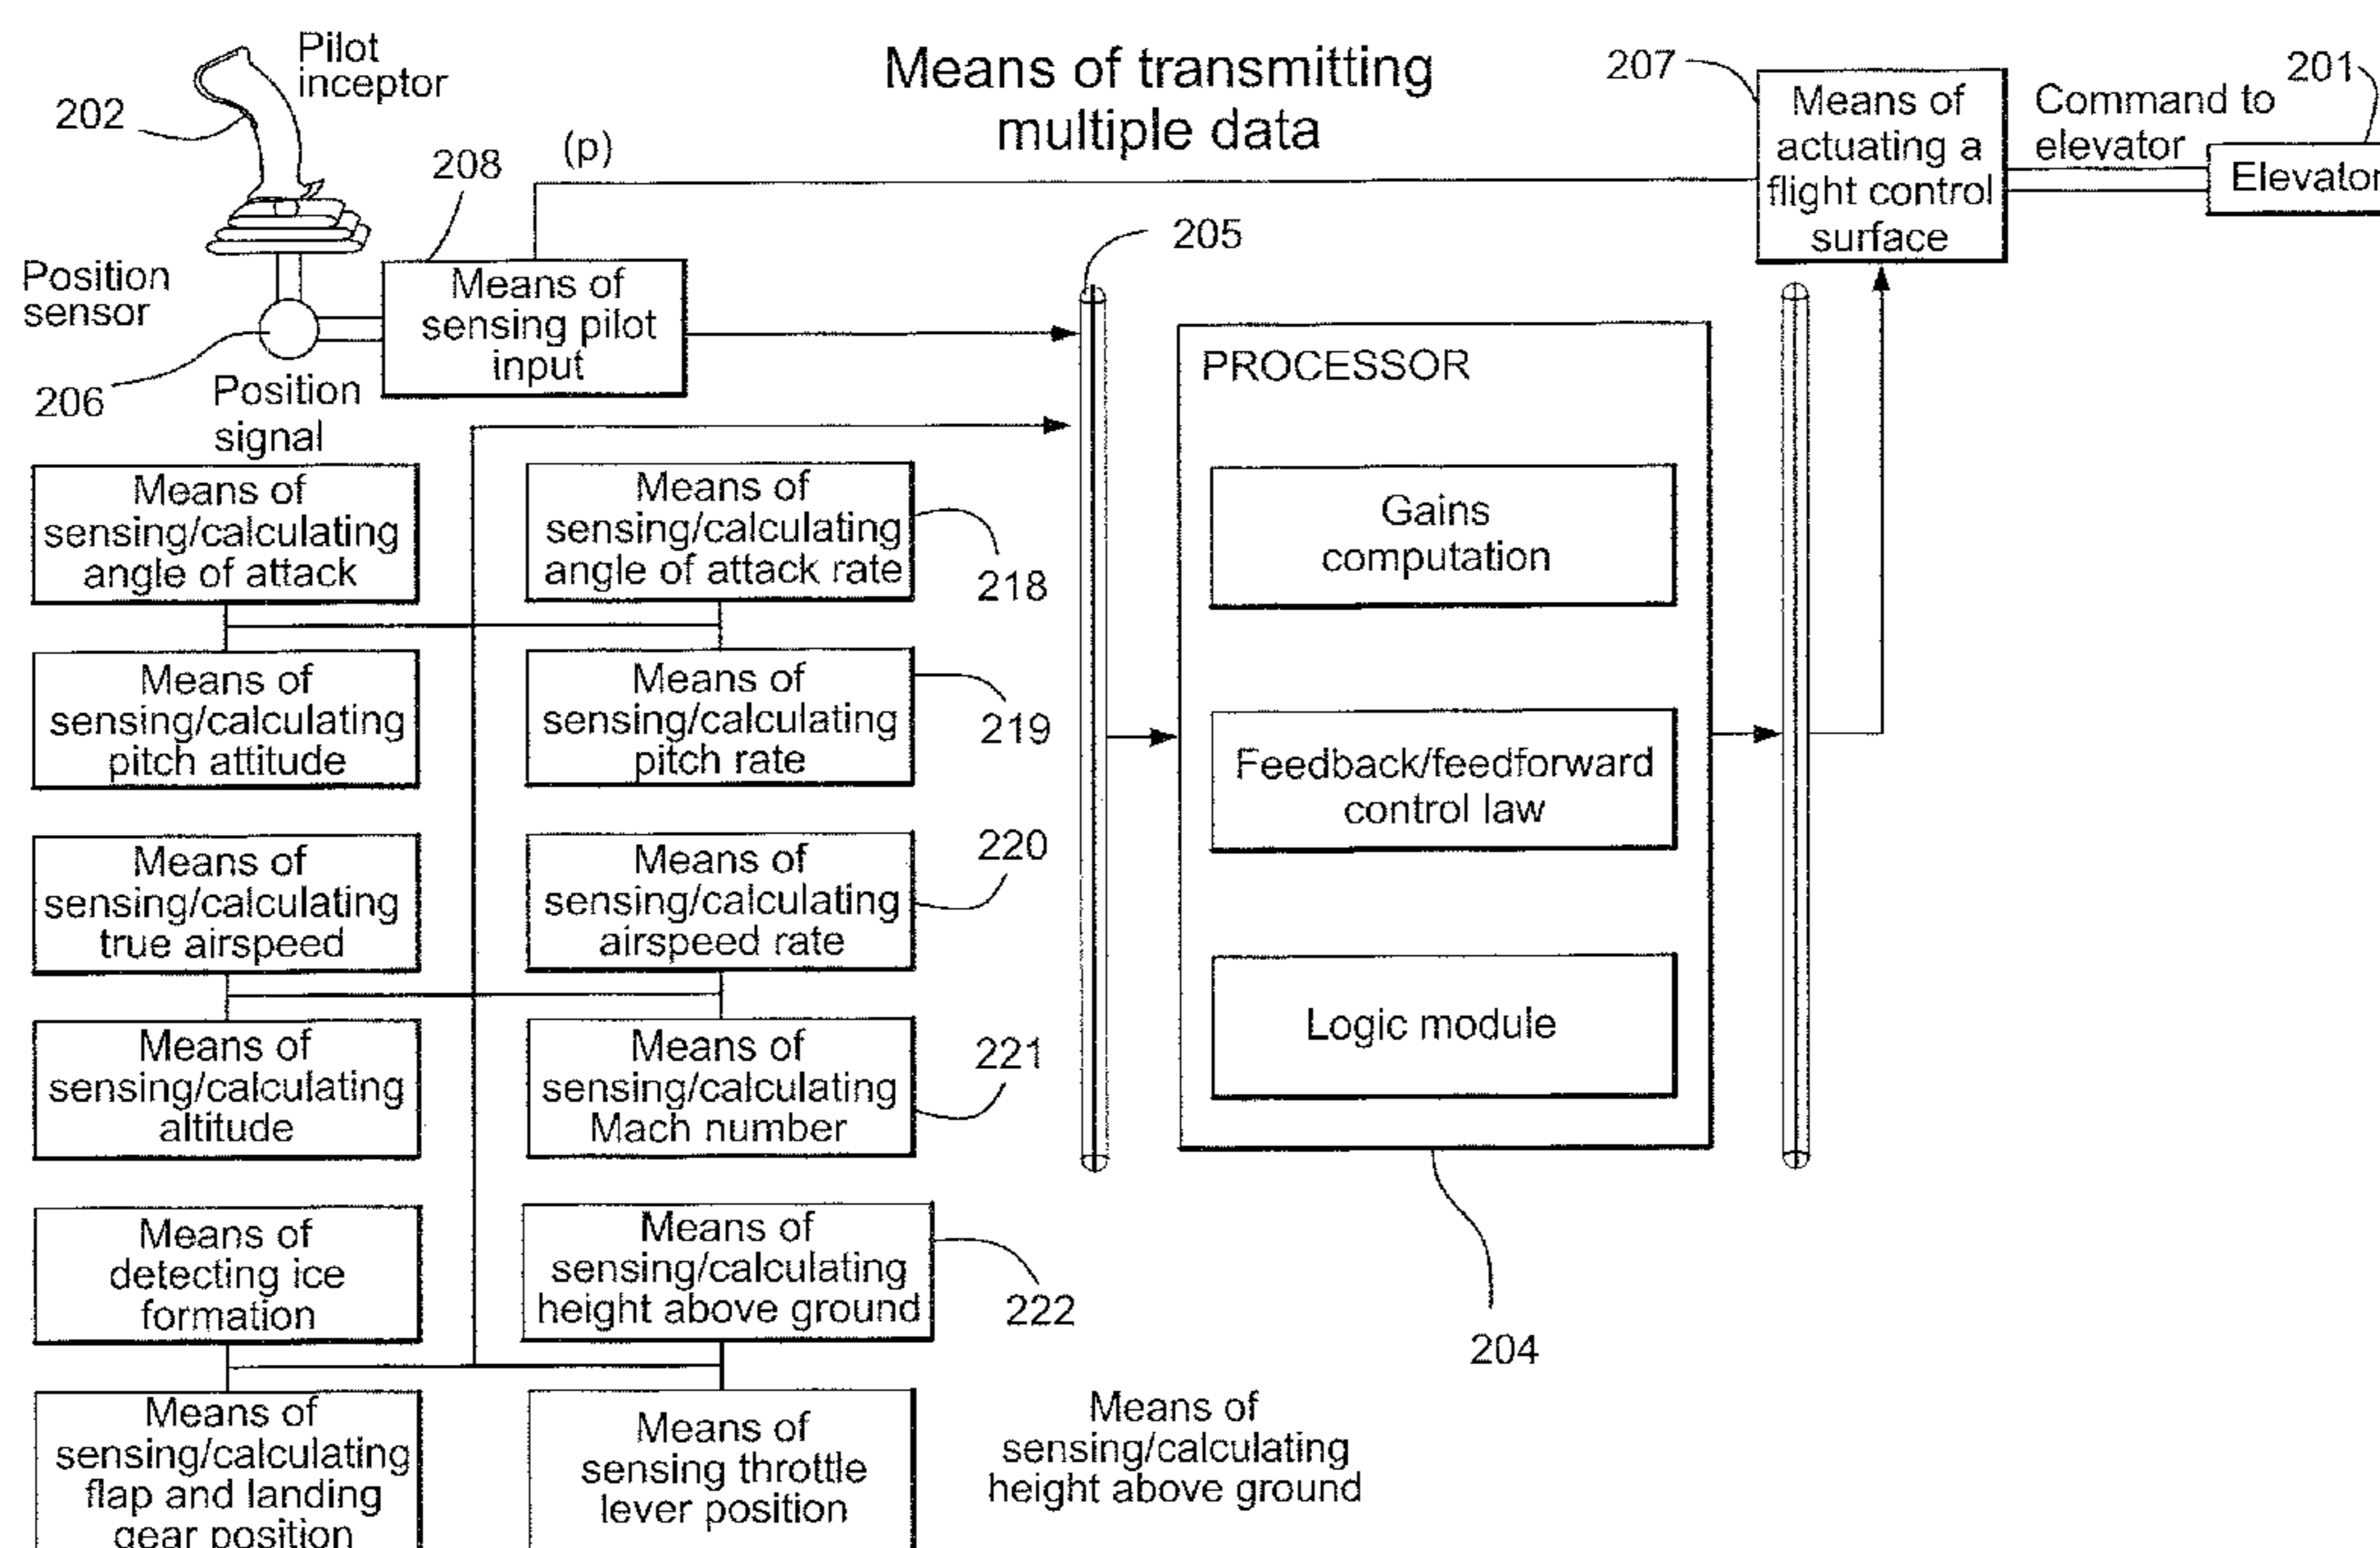 Pilot
inceptor
202
208
(p)
Means of transmitting
multiple data
207
Means of
actuating a
flight control
surface
Command to
elevator
201
Elevator
Position
sensor
206
Position
signal
Means of
sensing pilot
input
205
PROCESSOR
Gains
computation
Feedback/feedforward
control law
Logic module
204
Means of
sensing/calculating
angle of attack
Means of
sensing/calculating
angle of attack rate
218
Means of
sensing/calculating
pitch attitude
Means of
sensing/calculating
pitch rate
219
Means of
sensing/calculating
true airspeed
Means of
sensing/calculating
airspeed rate
220
Means of
sensing/calculating
altitude
Means of
sensing/calculating
Mach number
221
Means of
detecting ice
formation
Means of
sensing/calculating
height above ground
222
Means of
sensing/calculating
flap and landing
gear position
Means of
sensing throttle
lever position
Means of
sensing/calculating
height above ground